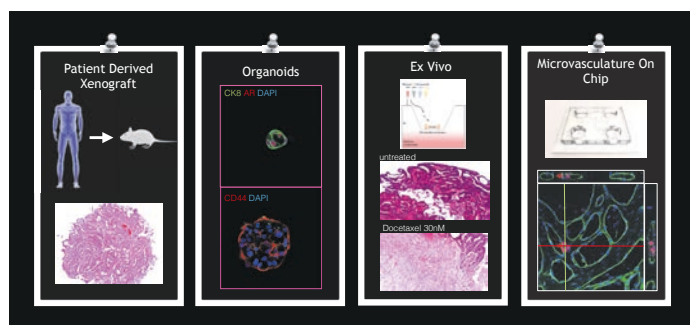 Patient Derived
Xenograft
Organoids
CK8 AR DAPI
CD44 DAPI
Ex Vivo
untreated
Docetaxel 30nM
Microvasculature On
Chip